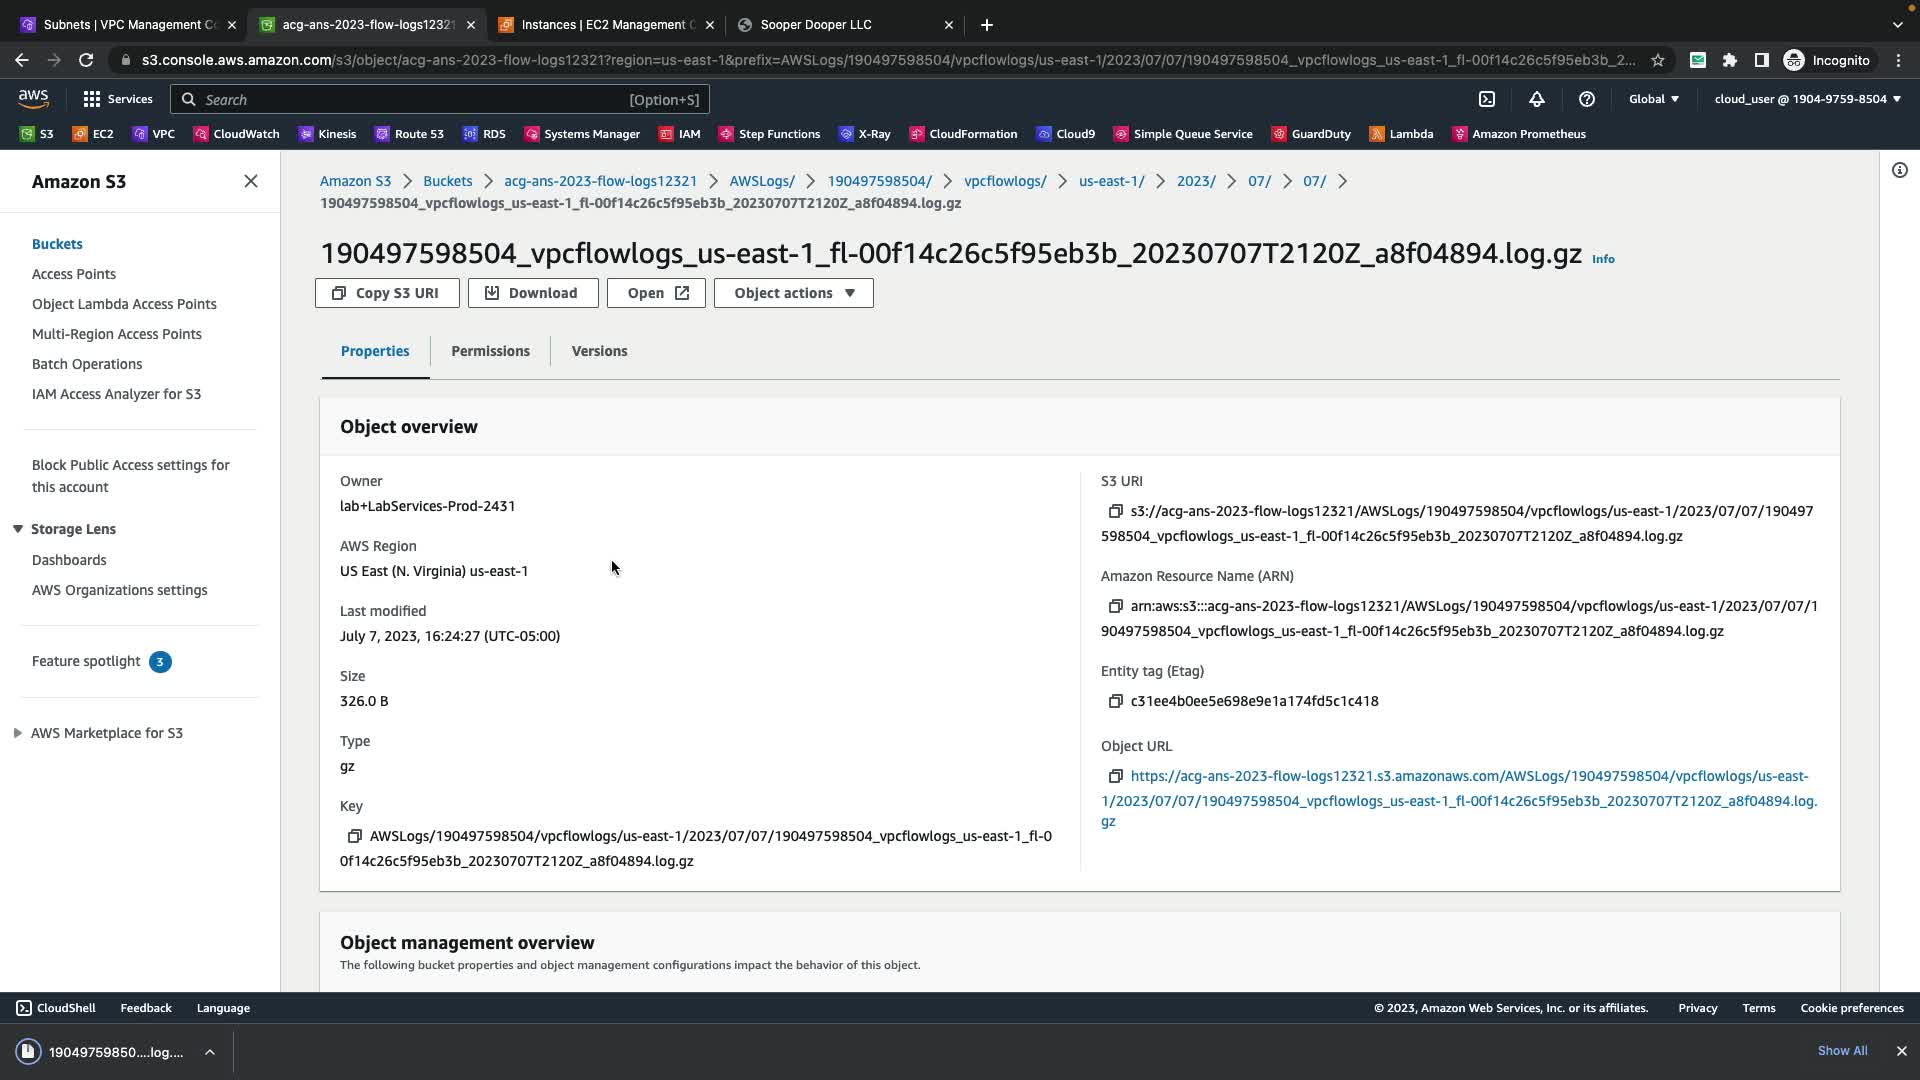 Subnets | VPC Management Co
acg-ans-2023-flow-logs12321
Instances | EC2 Management C
Sooper Dooper LLC
s3.console.aws.amazon.com/s3/object/acg-ans-2023-flow-logs12321?region=us-east-1&prefix=AWSLogs/190497598504/vpcflowlogs/us-east-1/2023/07/07/190497598504_vpcflowlogs_us-east-1_fl-00f14c26c5f95eb3b_2...
Incognito
aws
Services
Search
[Option+S]
Global
cloud_user @ 1904-9759-8504
S3
EC2
VPC
CloudWatch
Kinesis
Route 53
RDS
Systems Manager
IAM
Step Functions
X-Ray
CloudFormation
Cloud9
Simple Queue Service
GuardDuty
Lambda
Amazon Prometheus
Amazon S3
Buckets
Access Points
Object Lambda Access Points
Multi-Region Access Points
Batch Operations
IAM Access Analyzer for S3
Block Public Access settings for
this account
Storage Lens
Dashboards
AWS Organizations settings
Feature spotlight 3
AWS Marketplace for S3
Amazon S3 > Buckets > acg-ans-2023-flow-logs12321 > AWSLogs/ > 190497598504/ > vpcflowlogs/ > us-east-1/ > 2023/ > 07/ > 07/ >
190497598504_vpcflowlogs_us-east-1_fl-00f14c26c5f95eb3b_20230707T2120Z_a8f04894.log.gz
190497598504_vpcflowlogs_us-east-1_fl-00f14c26c5f95eb3b_20230707T2120Z_a8f04894.log.gz Info
Copy S3 URI
Download
Open
Object actions
Properties
Permissions
Versions
Object overview
Owner
lab+LabServices-Prod-2431
AWS Region
US East (N. Virginia) us-east-1
Last modified
July 7, 2023, 16:24:27 (UTC-05:00)
Size
326.0 B
Type
gz
Key
AWSLogs/190497598504/vpcflowlogs/us-east-1/2023/07/07/190497598504_vpcflowlogs_us-east-1_fl-0
0f14c26c5f95eb3b_20230707T2120Z_a8f04894.log.gz
S3 URI
s3://acg-ans-2023-flow-logs12321/AWSLogs/190497598504/vpcflowlogs/us-east-1/2023/07/07/190497
598504_vpcflowlogs_us-east-1_fl-00f14c26c5f95eb3b_20230707T2120Z_a8f04894.log.gz
Amazon Resource Name (ARN)
arn:aws:s3:::acg-ans-2023-flow-logs12321/AWSLogs/190497598504/vpcflowlogs/us-east-1/2023/07/07/1
90497598504_vpcflowlogs_us-east-1_fl-00f14c26c5f95eb3b_20230707T2120Z_a8f04894.log.gz
Entity tag (Etag)
c31ee4b0ee5e698e9e1a174fd5c1c418
Object URL
https://acg-ans-2023-flow-logs12321.s3.amazonaws.com/AWSLogs/190497598504/vpcflowlogs/us-east-
1/2023/07/07/190497598504_vpcflowlogs_us-east-1_fl-00f14c26c5f95eb3b_20230707T2120Z_a8f04894.log.
gz
Object management overview
The following bucket properties and object management configurations impact the behavior of this object.
CloudShell
Feedback
Language
© 2023, Amazon Web Services, Inc. or its affiliates.
Privacy
Terms
Cookie preferences
19049759850....log....
Show All